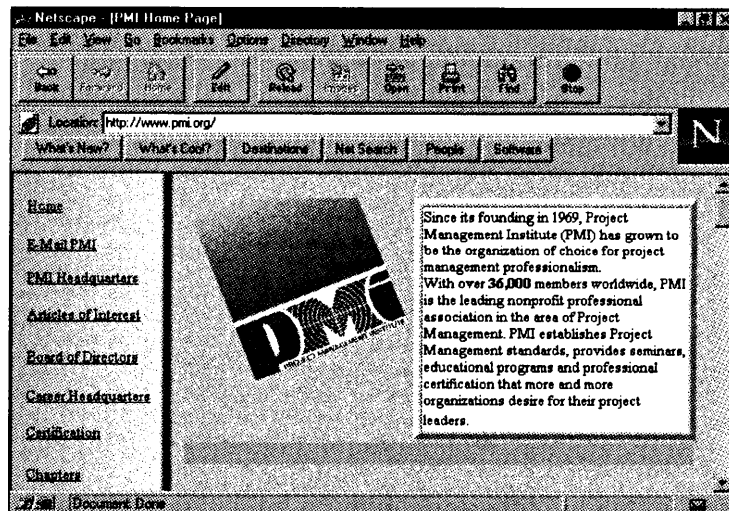 Netscape - [PMI Home Page]
File Edit View Go Bookmarks Options Directory Window Help
Back Forward Home Edit Reload Images Open Print Find Stop
Location: http://www.pmi.org/
N
What's New? What's Cool? Destinations Net Search People Software
Home
E-Mail PMI
PMI Headquarters
Articles of Interest
Board of Directors
Career Headquarters
Certification
Chapters
PMI
PROJECT MANAGEMENT INSTITUTE
Since its founding in 1969, Project
Management Institute (PMI) has grown to
be the organization of choice for project
management professionalism.
With over 36,000 members worldwide, PMI
is the leading nonprofit professional
association in the area of Project
Management. PMI establishes Project
Management standards, provides seminars,
educational programs and professional
certification that more and more
organizations desire for their project
leaders.
Document: Done